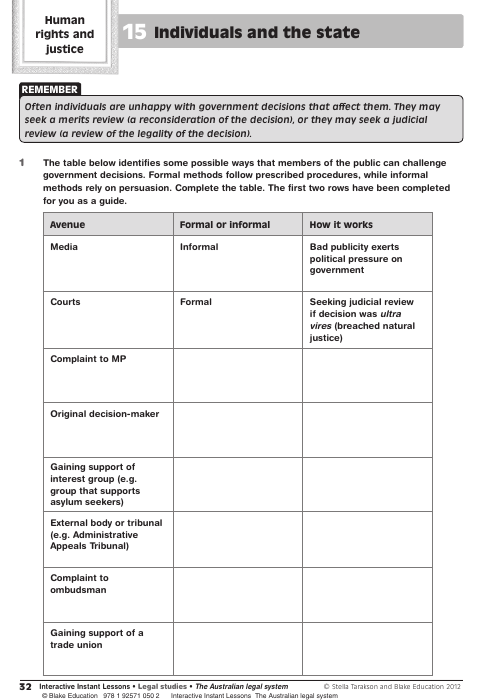 Human
rights and
justice
15 Individuals and the state
REMEMBER
Often individuals are unhappy with government decisions that affect them. They may
seek a merits review (a reconsideration of the decision), or they may seek a judicial
review (a review of the legality of the decision).
1 The table below identifies some possible ways that members of the public can challenge
government decisions. Formal methods follow prescribed procedures, while informal
methods rely on persuasion. Complete the table. The first two rows have been completed
for you as a guide.
Avenue Formal or informal How it works
Media Informal Bad publicity exerts
political pressure on
government
Courts Formal Seeking judicial review
if decision was ultra
vires (breached natural
justice)
Complaint to MP
Original decision-maker
Gaining support of
interest group (e.g.
group that supports
asylum seekers)
External body or tribunal
(e.g. Administrative
Appeals Tribunal)
Complaint to
ombudsman
Gaining support of a
trade union
32 Interactive Instant Lessons • Legal studies • The Australian legal system © Stella Tarakson and Blake Education 2012
© Blake Education 978 1 92571 050 2 Interactive Instant Lessons The Australian legal system